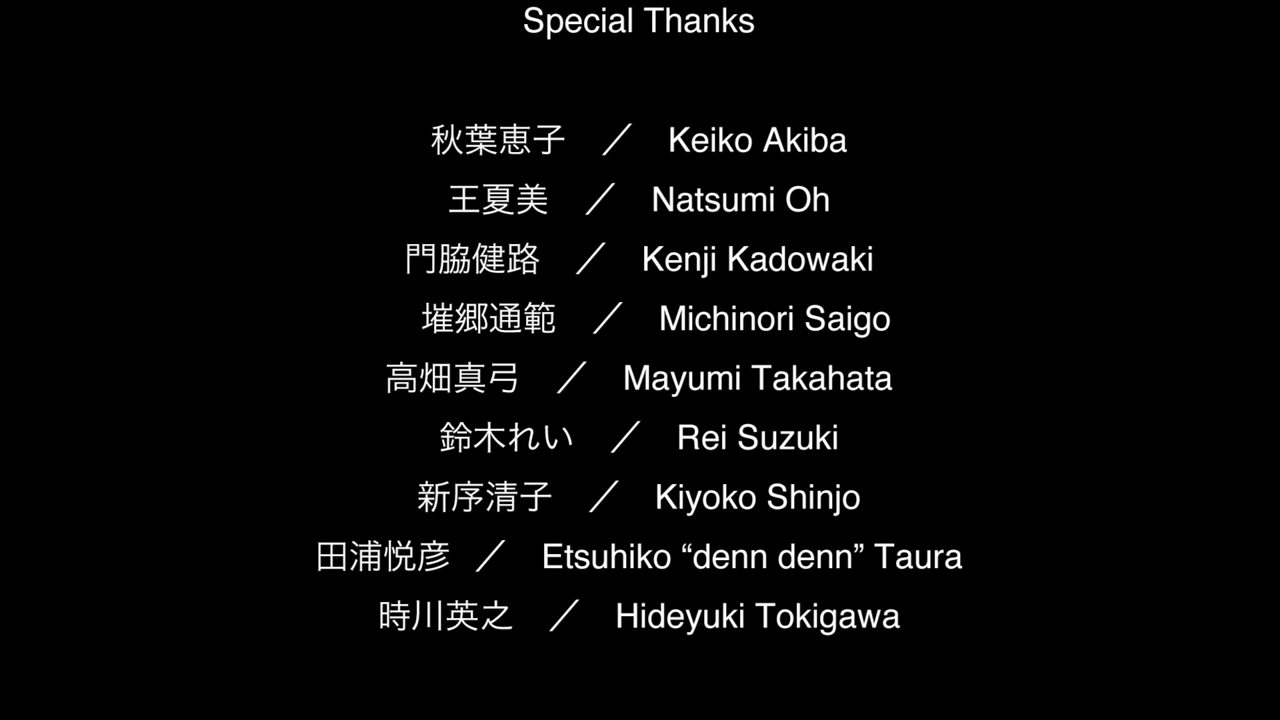 Special Thanks
秋葉恵子 ／ Keiko Akiba
王夏美 ／ Natsumi Oh
門脇健路 ／ Kenji Kadowaki
塠郷通範 ／ Michinori Saigo
高畑真弓 ／ Mayumi Takahata
鈴木れい ／ Rei Suzuki
新序清子 ／ Kiyoko Shinjo
田浦悦彦 ／ Etsuhiko “denn denn” Taura
時川英之 ／ Hideyuki Tokigawa